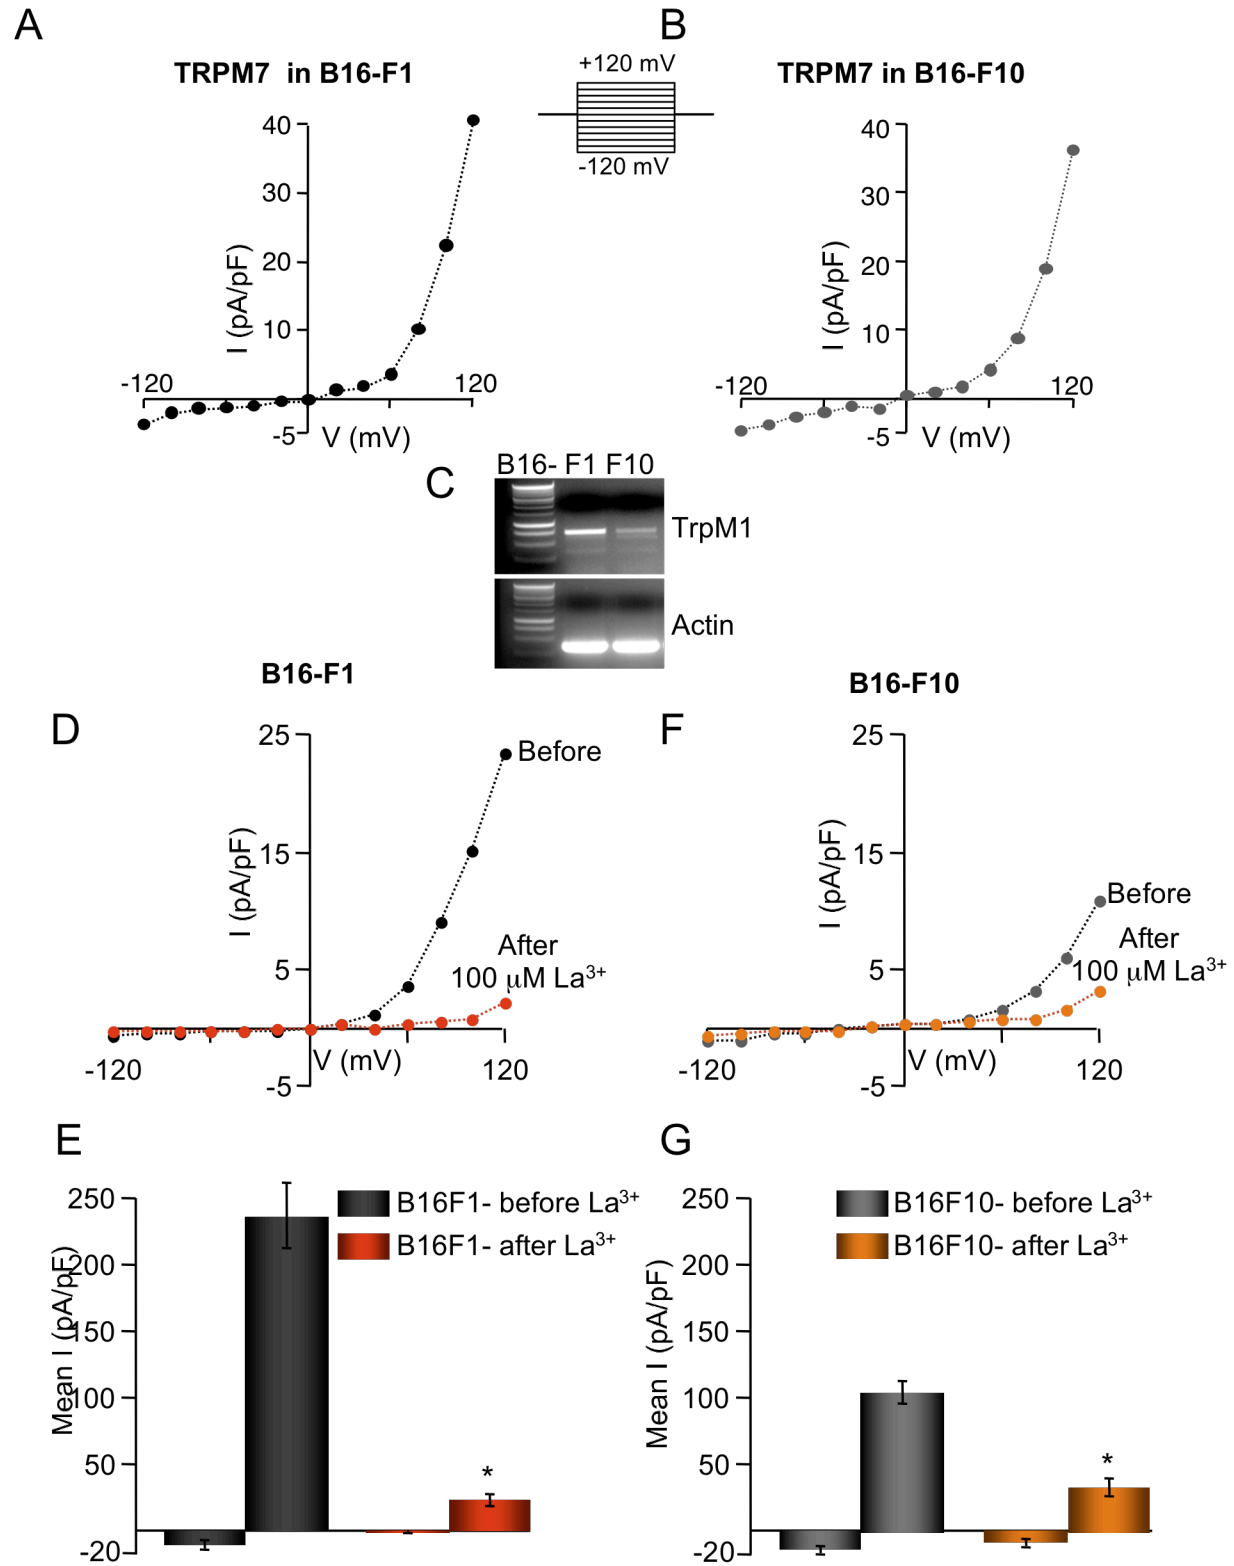 A
B
TRPM7 in B16-F1
+120 mV
-120 mV
TRPM7 in B16-F10
40
30
20
10
-5
I (pA/pF)
-120
120
V (mV)
40
30
20
10
-5
I (pA/pF)
-120
120
V (mV)
C
B16- F1 F10
TrpM1
Actin
B16-F1
B16-F10
D
25
15
5
-5
I (pA/pF)
Before
After
100 μM La³⁺
-120
V (mV)
120
F
25
15
5
-5
I (pA/pF)
Before
After
100 μM La³⁺
-120
V (mV)
120
E
250
200
150
100
50
-20
Mean I (pA/pF)
B16F1- before La³⁺
B16F1- after La³⁺
*
G
250
200
150
100
50
-20
Mean I (pA/pF)
B16F10- before La³⁺
B16F10- after La³⁺
*